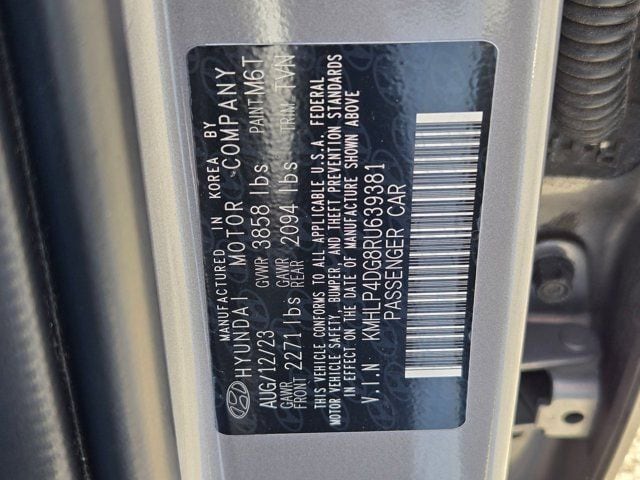 MANUFACTURED IN KOREA BY
HYUNDAI MOTOR COMPANY
AUG/12/23 GVWR 3858 lbs PAINT M6T
GAWR FRONT 2271 lbs GAWR REAR 2094 lbs TRIM TVN
THIS VEHICLE CONFORMS TO ALL APPLICABLE U.S.A. FEDERAL
MOTOR VEHICLE SAFETY, BUMPER, AND THEFT PREVENTION STANDARDS
IN EFFECT ON THE DATE OF MANUFACTURE SHOWN ABOVE
V.I.N KMHLP4DG8RU639381
PASSENGER CAR